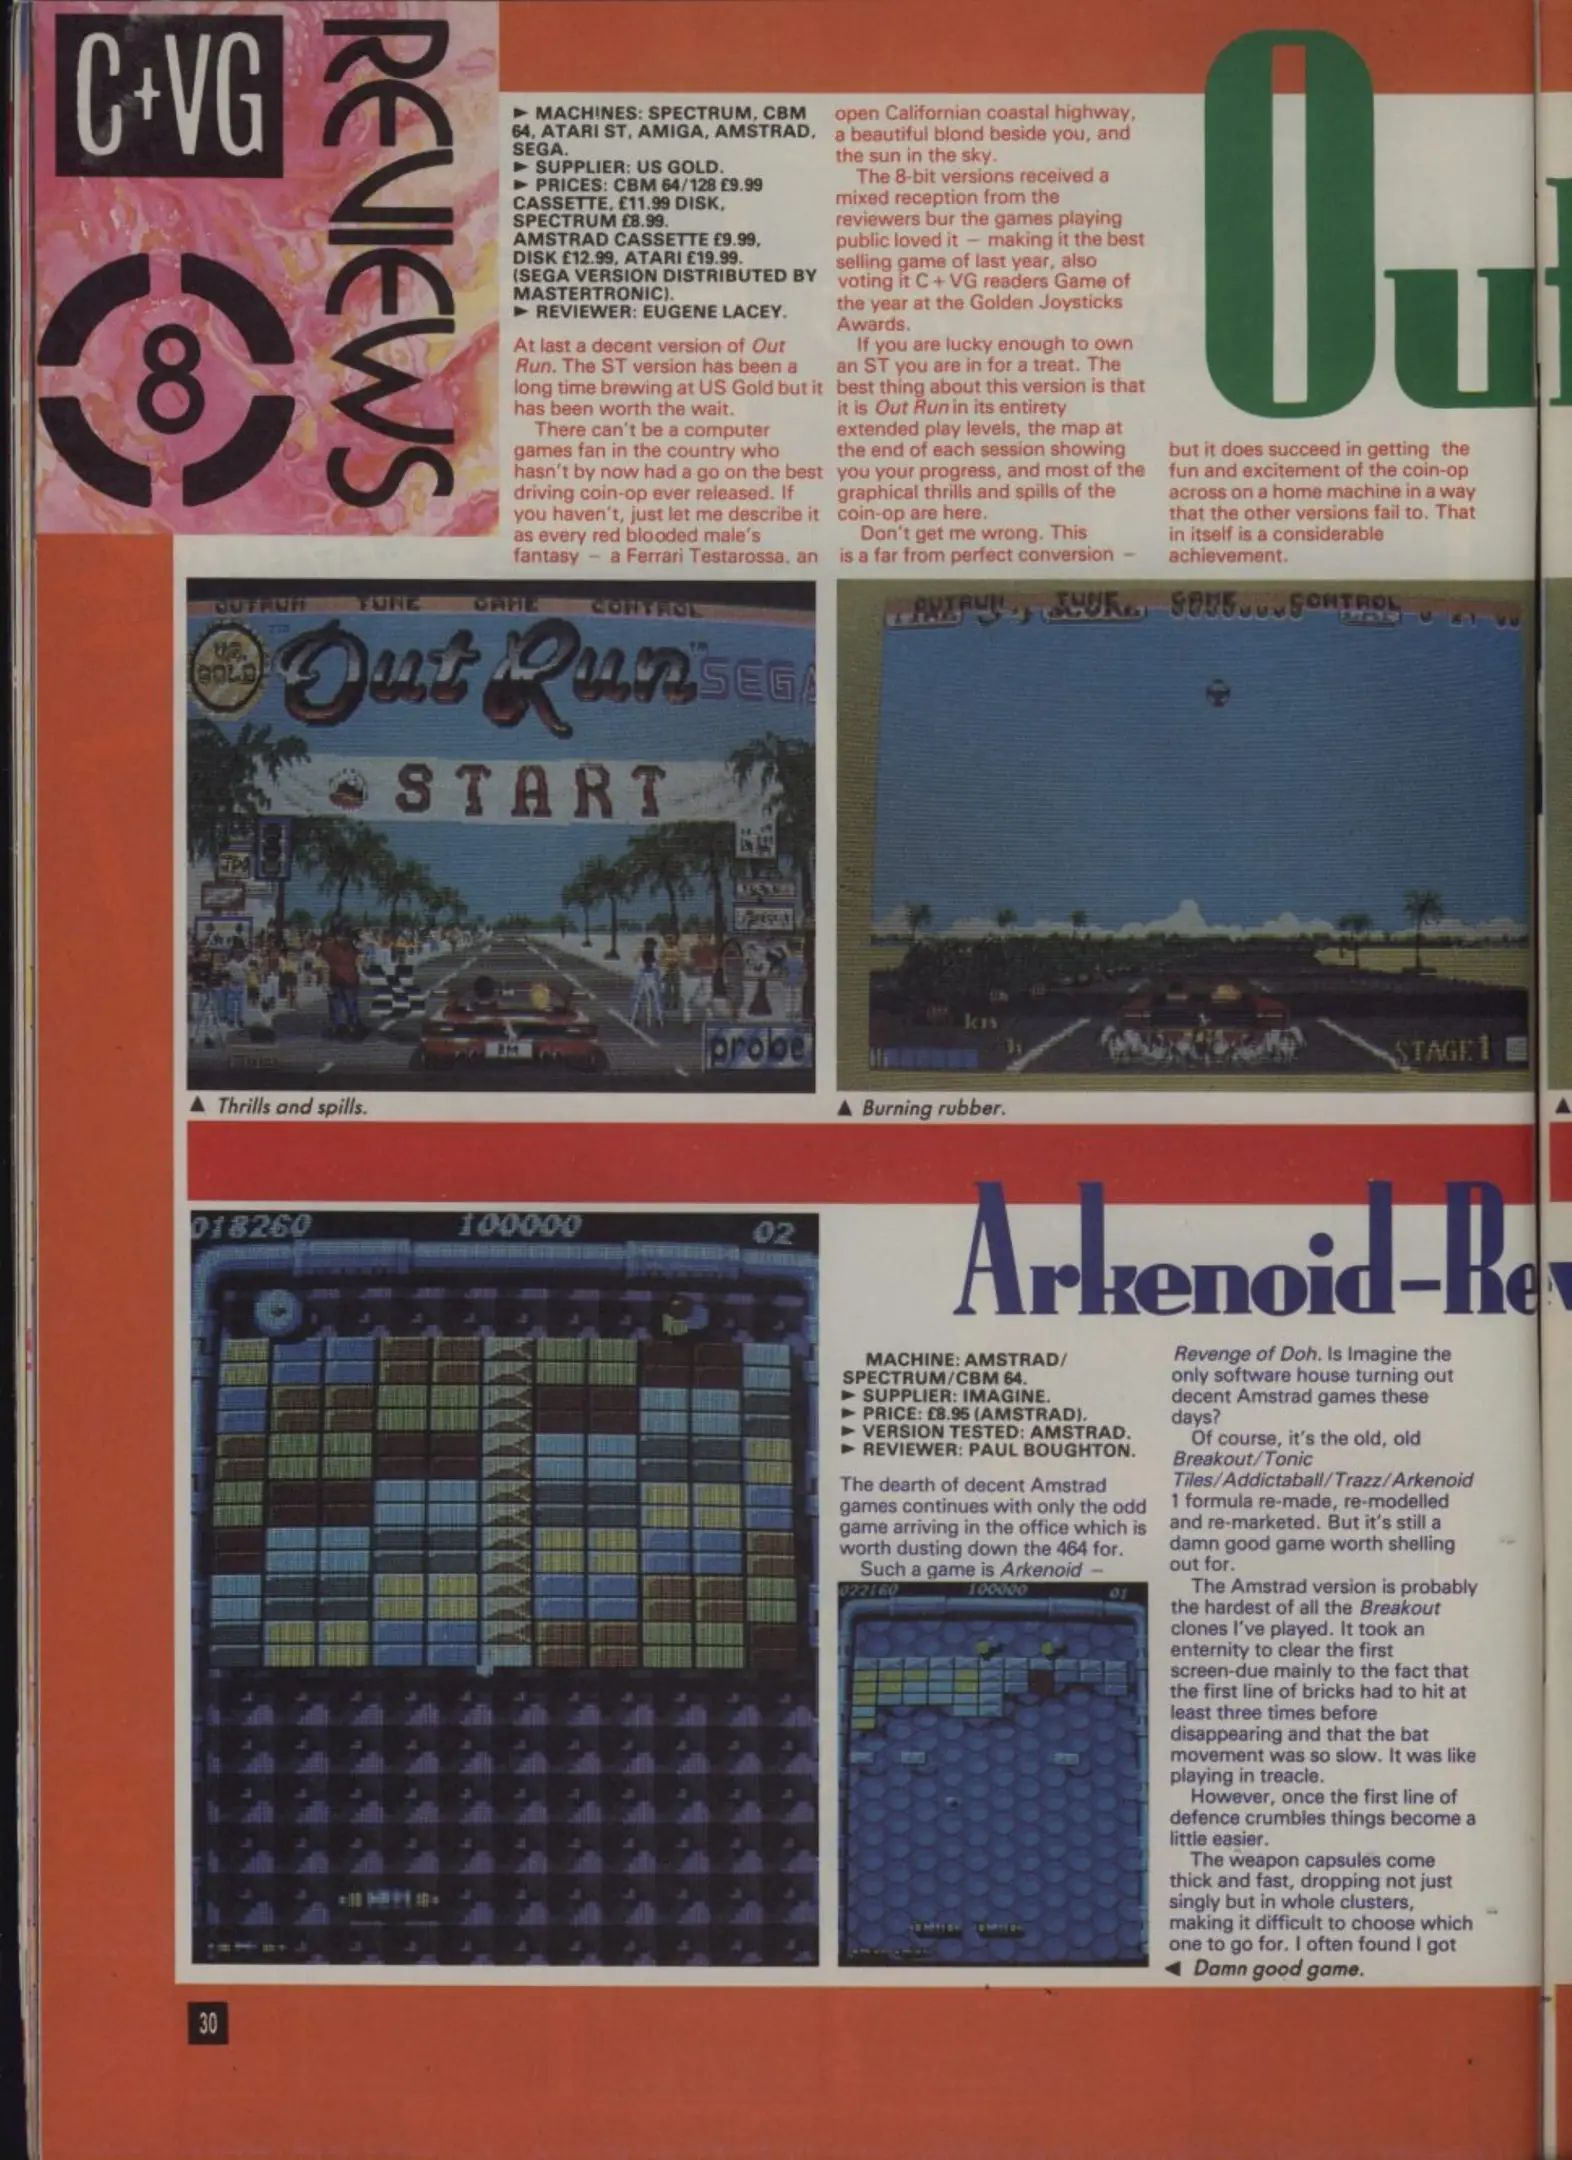 C+VG
REVIEWS
8
► MACHINES: SPECTRUM, CBM
64, ATARI ST, AMIGA, AMSTRAD,
SEGA.
► SUPPLIER: US GOLD.
► PRICES: CBM 64/128 £9.99
CASSETTE, £11.99 DISK,
SPECTRUM £8.99.
AMSTRAD CASSETTE £9.99,
DISK £12.99, ATARI £19.99.
(SEGA VERSION DISTRIBUTED BY
MASTERTRONIC).
► REVIEWER: EUGENE LACEY.
At last a decent version of Out
Run. The ST version has been a
long time brewing at US Gold but it
has been worth the wait.
There can't be a computer
games fan in the country who
hasn't by now had a go on the best
driving coin-op ever released. If
you haven't, just let me describe it
as every red blooded male's
fantasy — a Ferrari Testarossa, an
open Californian coastal highway,
a beautiful blond beside you, and
the sun in the sky.
The 8-bit versions received a
mixed reception from the
reviewers bur the games playing
public loved it — making it the best
selling game of last year, also
voting it C + VG readers Game of
the year at the Golden Joysticks
Awards.
If you are lucky enough to own
an ST you are in for a treat. The
best thing about this version is that
it is Out Run in its entirety
extended play levels, the map at
the end of each session showing
you your progress, and most of the
graphical thrills and spills of the
coin-op are here.
Don't get me wrong. This
is a far from perfect conversion —
Ou
but it does succeed in getting the
fun and excitement of the coin-op
across on a home machine in a way
that the other versions fail to. That
in itself is a considerable
achievement.
OUTRUN TUNE GAME CONTROL
U.S. GOLD
Out Run™ SEGA
START
probe
▲ Thrills and spills.
OUTRUN TUNE GAME CONTROL
STAGE 1
▲ Burning rubber.
▲
Arkenoid–Rev
018260 100000 02
MACHINE: AMSTRAD/
SPECTRUM/CBM 64.
► SUPPLIER: IMAGINE.
► PRICE: £8.95 (AMSTRAD).
► VERSION TESTED: AMSTRAD.
► REVIEWER: PAUL BOUGHTON.
The dearth of decent Amstrad
games continues with only the odd
game arriving in the office which is
worth dusting down the 464 for.
Such a game is Arkenoid —
022160 100000 01
Revenge of Doh. Is Imagine the
only software house turning out
decent Amstrad games these
days?
Of course, it's the old, old
Breakout/Tonic
Tiles/Addictaball/Trazz/Arkenoid
1 formula re-made, re-modelled
and re-marketed. But it's still a
damn good game worth shelling
out for.
The Amstrad version is probably
the hardest of all the Breakout
clones I've played. It took an
enternity to clear the first
screen-due mainly to the fact that
the first line of bricks had to hit at
least three times before
disappearing and that the bat
movement was so slow. It was like
playing in treacle.
However, once the first line of
defence crumbles things become a
little easier.
The weapon capsules come
thick and fast, dropping not just
singly but in whole clusters,
making it difficult to choose which
one to go for. I often found I got
◄ Damn good game.
30